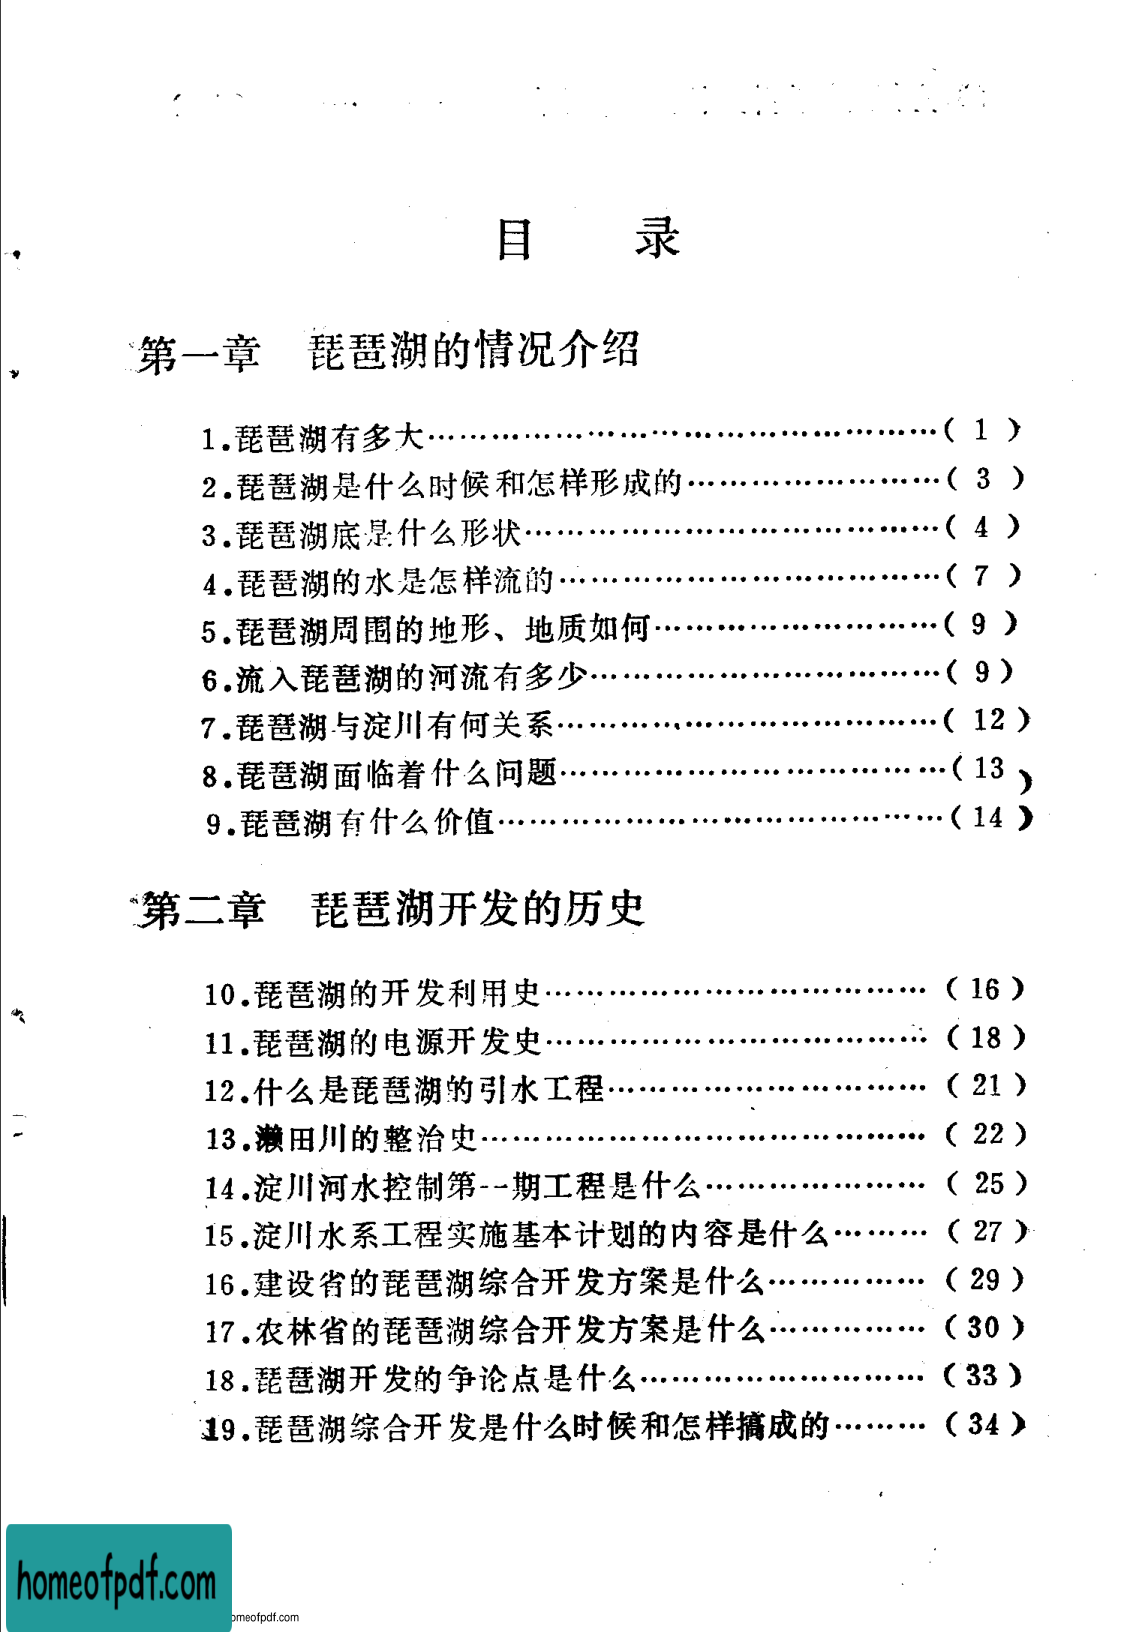 目 录
第一章 琵琶湖的情况介绍
1.琵琶湖有多大………………………………………………( 1 )
2.琵琶湖是什么时候和怎样形成的……………………( 3 )
3.琵琶湖底是什么形状……………………………………( 4 )
4.琵琶湖的水是怎样流的…………………………………( 7 )
5.琵琶湖周围的地形、地质如何…………………………( 9 )
6.流入琵琶湖的河流有多少………………………………( 9 )
7.琵琶湖与淀川有何关系…………………………………( 12 )
8.琵琶湖面临着什么问题…………………………………( 13 )
9.琵琶湖有什么价值………………………………………( 14 )
第二章 琵琶湖开发的历史
10.琵琶湖的开发利用史………………………………… ( 16 )
11.琵琶湖的电源开发史………………………………… ( 18 )
12.什么是琵琶湖的引水工程…………………………… ( 21 )
13.濑田川的整治史……………………………………… ( 22 )
14.淀川河水控制第一期工程是什么………………… ( 25 )
15.淀川水系工程实施基本计划的内容是什么……… ( 27 )
16.建设省的琵琶湖综合开发方案是什么…………… ( 29 )
17.农林省的琵琶湖综合开发方案是什么…………… ( 30 )
18.琵琶湖开发的争论点是什么……………………… ( 33 )
19.琵琶湖综合开发是什么时候和怎样搞成的……… ( 34 )
homeofpdf.com
omeofpdf.com